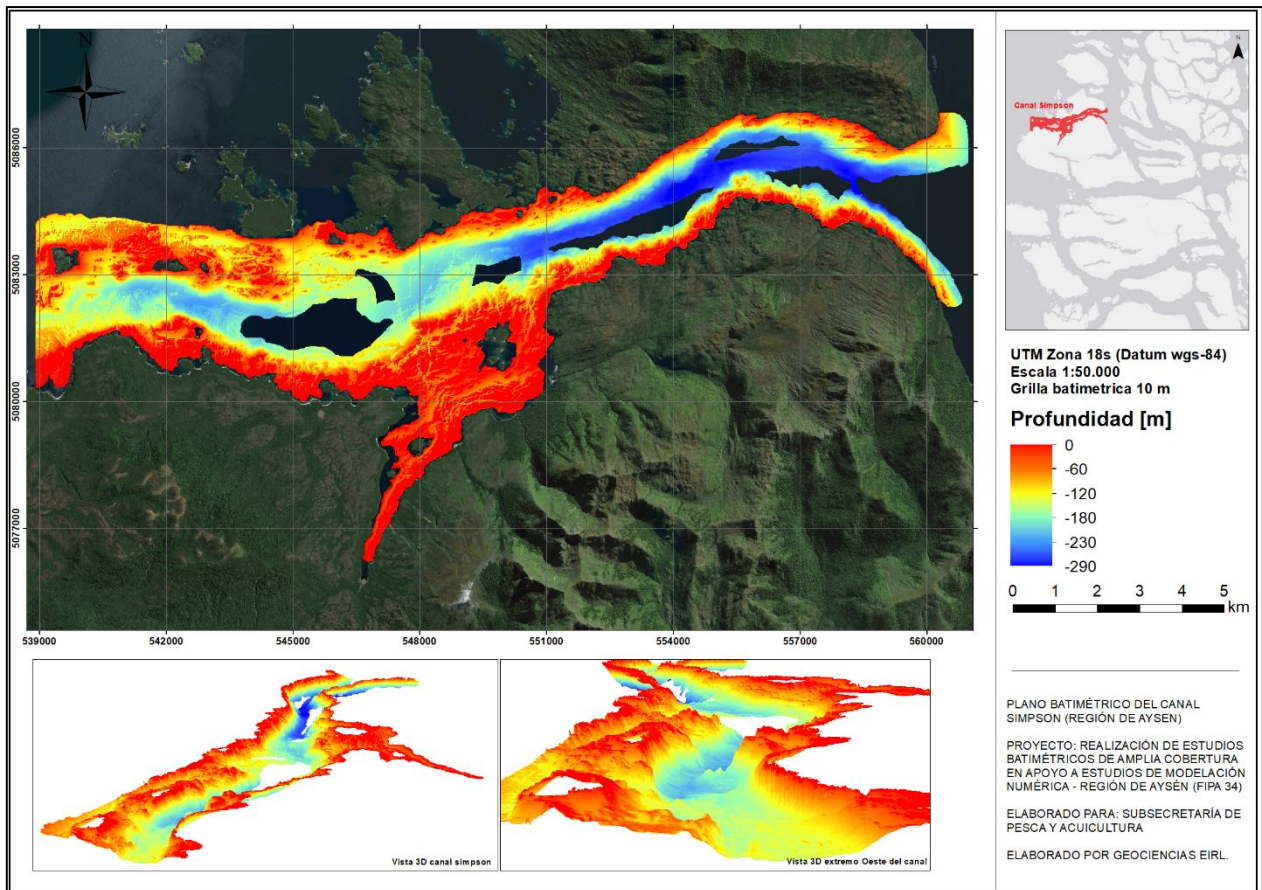 N
5086000
5083000
5080000
5077000
539000
542000
545000
548000
551000
554000
557000
560000
Vista 3D canal simpson
Vista 3D extremo Oeste del canal
N
Canal Simpson
UTM Zona 18s (Datum wgs-84)
Escala 1:50.000
Grilla batimetrica 10 m
Profundidad [m]
0
-60
-120
-180
-230
-290
0 1 2 3 4 5
km
PLANO BATIMÉTRICO DEL CANAL
SIMPSON (REGIÓN DE AYSEN)
PROYECTO: REALIZACIÓN DE ESTUDIOS
BATIMÉTRICOS DE AMPLIA COBERTURA
EN APOYO A ESTUDIOS DE MODELACIÓN
NUMÉRICA - REGIÓN DE AYSÉN (FIPA 34)
ELABORADO PARA: SUBSECRETARÍA DE
PESCA Y ACUICULTURA
ELABORADO POR GEOCIENCIAS EIRL.